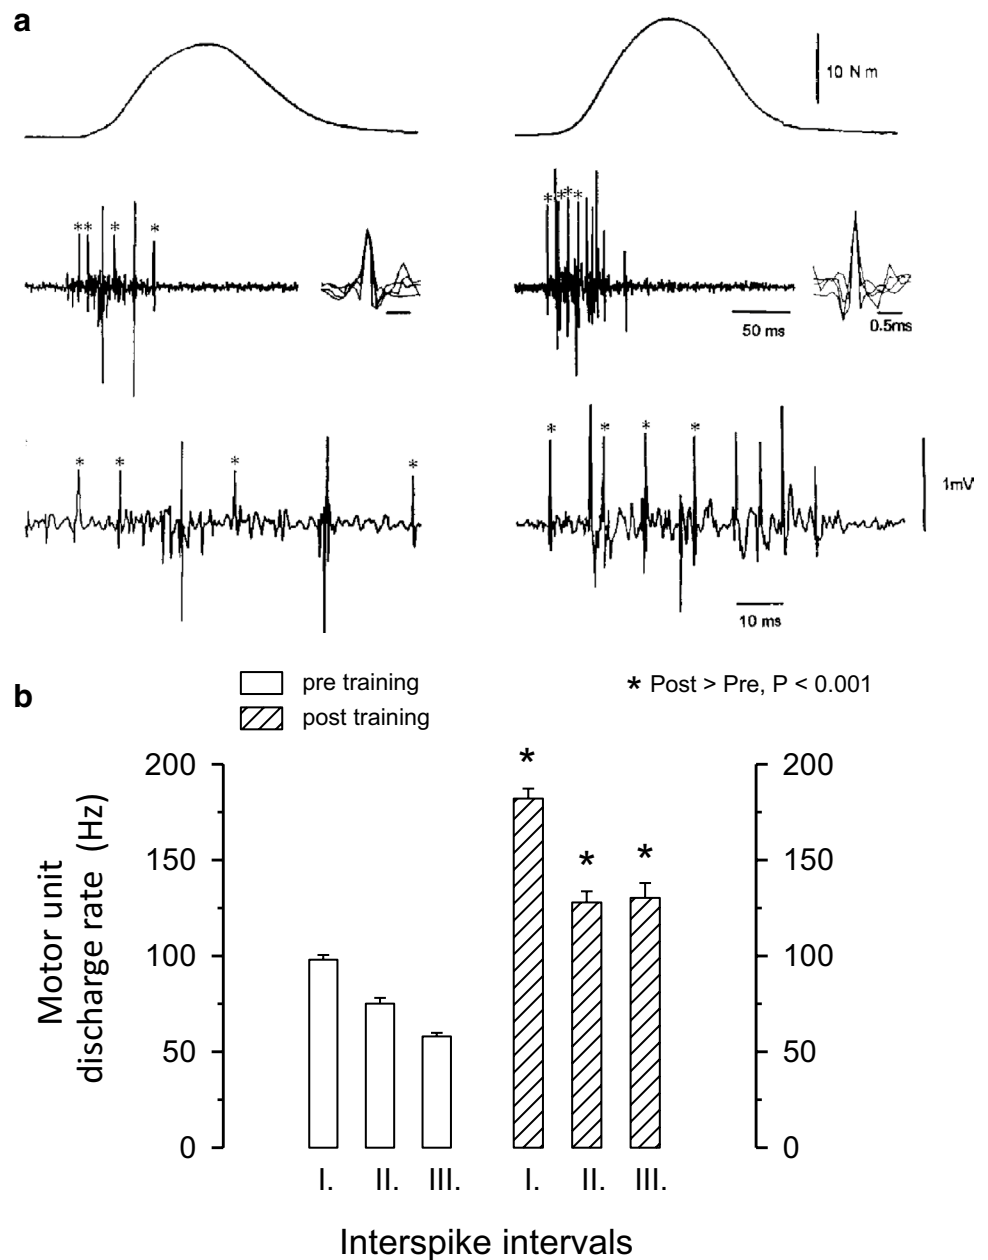 a
10 N m
** * *
* * * *
50 ms
0.5ms
* * * *
* * * *
1mV
10 ms
b
pre training
post training
* Post > Pre, P < 0.001
Motor unit
discharge rate (Hz)
200
150
100
50
0
*
*
*
200
150
100
50
0
I. II. III. I. II. III.
Interspike intervals